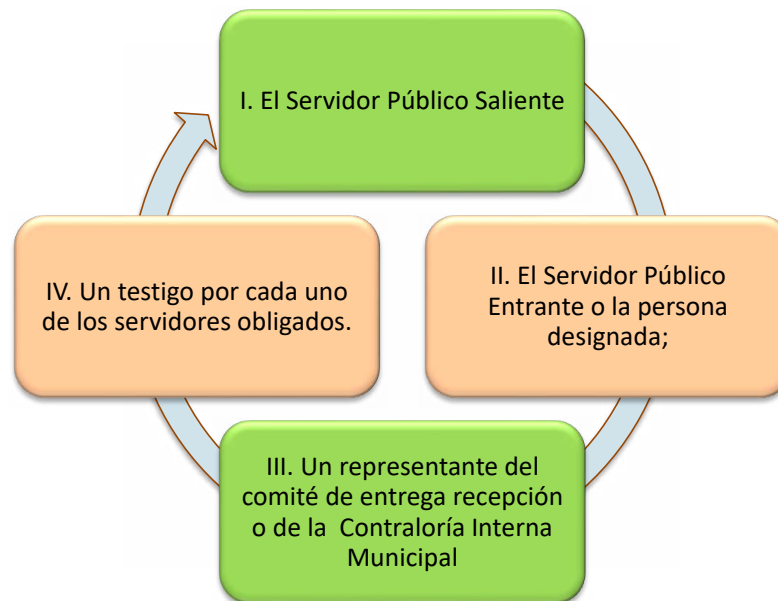 I. El Servidor Público Saliente
II. El Servidor Público
Entrante o la persona
designada;
III. Un representante del
comité de entrega recepción
o de la Contraloría Interna
Municipal
IV. Un testigo por cada uno
de los servidores obligados.